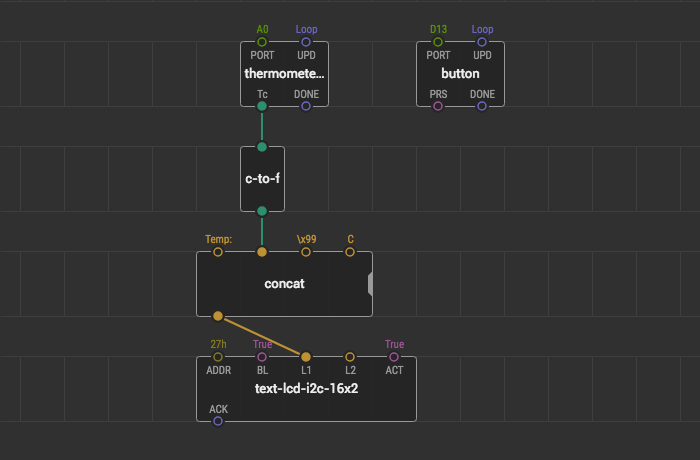 A0 Loop D13 Loop
PORT UPD PORT UPD
thermomete... button
Tc DONE PRS DONE
c-to-f
Temp: \x99 C
concat
27h True True
ADDR BL L1 L2 ACT
text-lcd-i2c-16x2
ACK